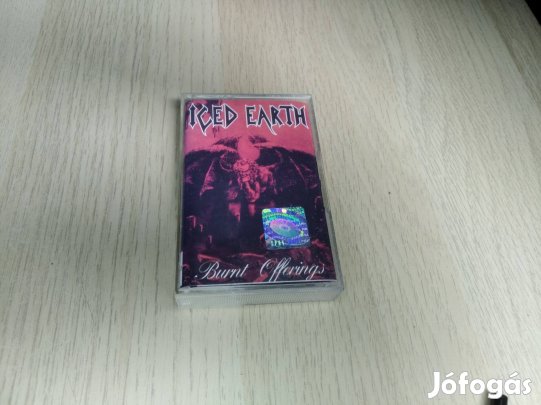 ICED EARTH
Burnt Offerings
Jófogás